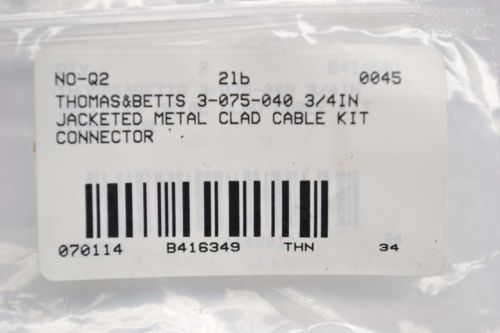 NO-Q2 2lb 0045
THOMAS&BETTS 3-075-040 3/4IN
JACKETED METAL CLAD CABLE KIT
CONNECTOR
070114 B416349 THN 34